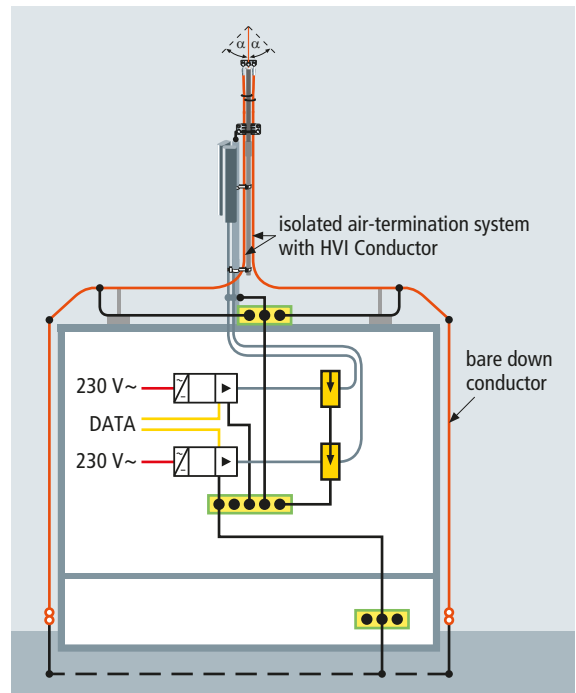 α α
isolated air-termination system
with HVI Conductor
bare down
conductor
230 V~
DATA
230 V~